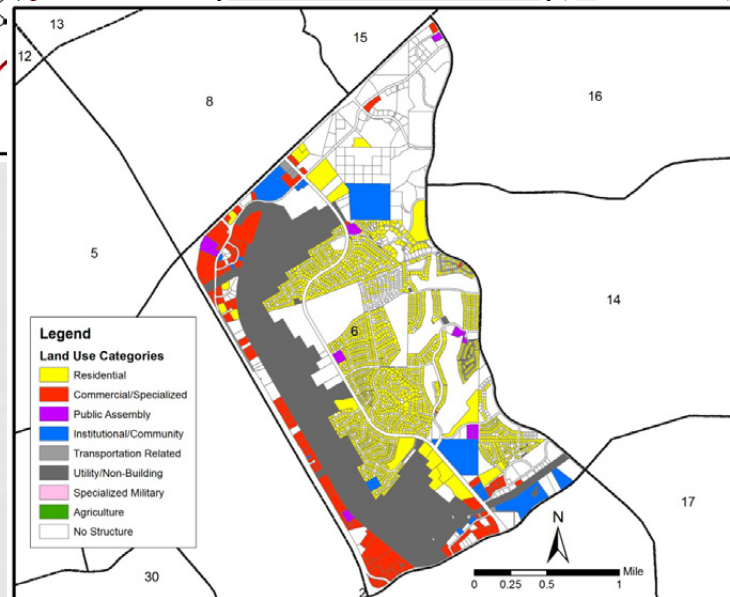 13
12
15
8
16
5
14
6
Legend
Land Use Categories
Residential
Commercial/Specialized
Public Assembly
Institutional/Community
Transportation Related
Utility/Non-Building
Specialized Military
Agriculture
No Structure
17
N
Mile
0 0.25 0.5 1
30
2